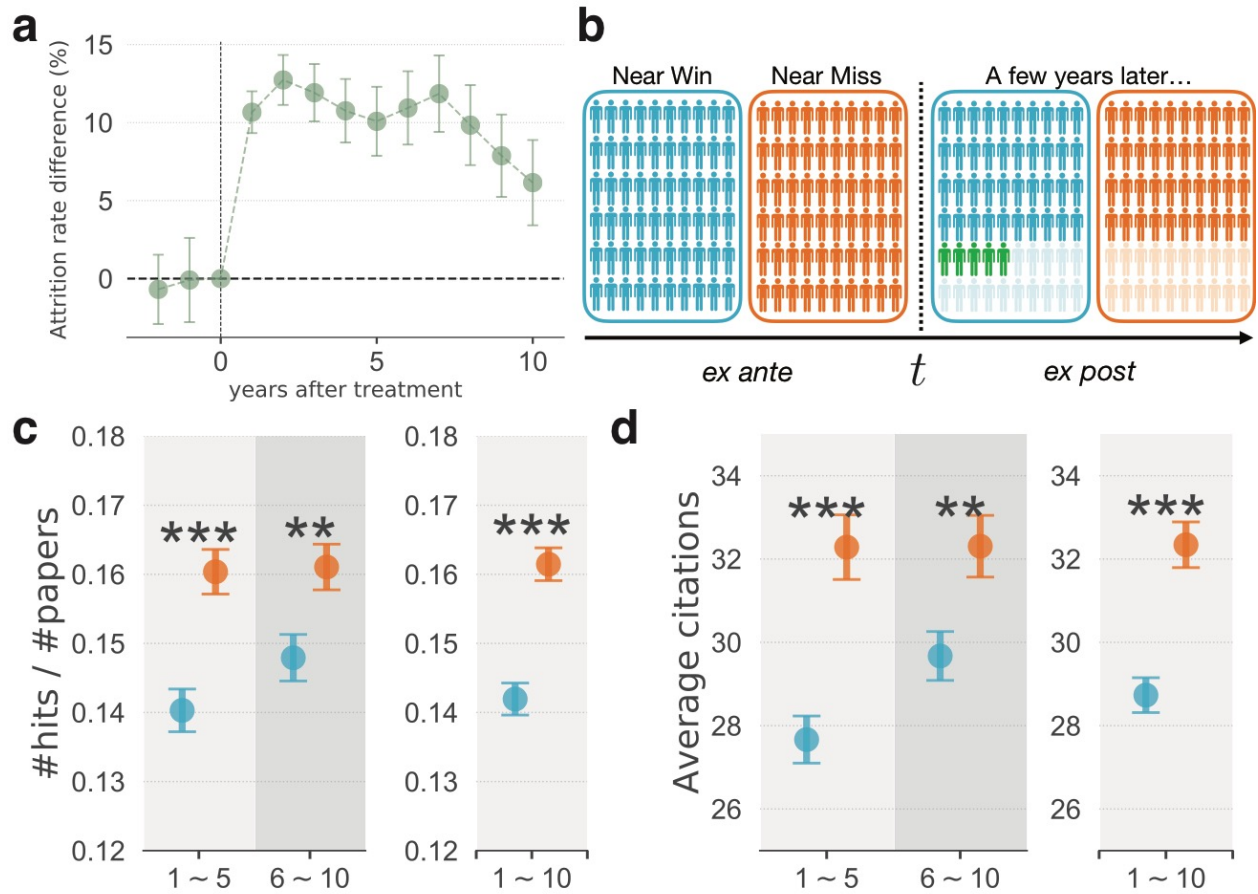 a
Attrition rate difference (%)
15
10
5
0
0
5
10
years after treatment
b
Near Win
Near Miss
A few years later…
ex ante
t
ex post
c
#hits / #papers
0.18
0.17
0.16
0.15
0.14
0.13
0.12
***
**
1 ~ 5
6 ~ 10
0.18
0.17
0.16
0.15
0.14
0.13
0.12
***
1 ~ 10
d
Average citations
34
32
30
28
26
***
**
1 ~ 5
6 ~ 10
34
32
30
28
26
***
1 ~ 10